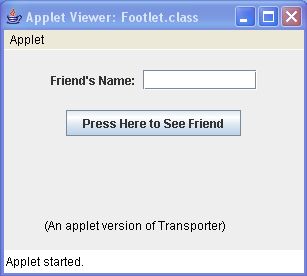 Applet Viewer: Footlet.class
Applet
Friend's Name:
Press Here to See Friend
(An applet version of Transporter)
Applet started.